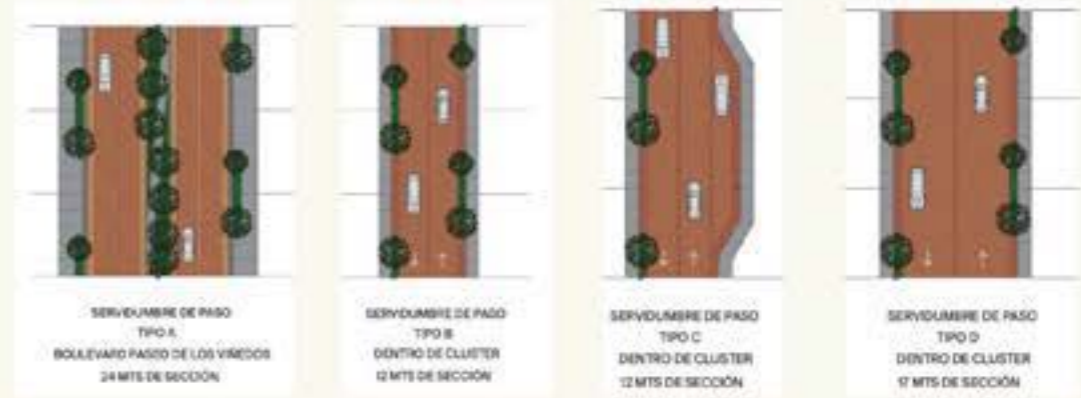 SERVIDUMBRE DE PASO
TIPO A
BOULEVARD PASEO DE LOS VIÑEDOS
24 MTS DE SECCIÓN
SERVIDUMBRE DE PASO
TIPO B
DENTRO DE CLUSTER
12 MTS DE SECCIÓN
SERVIDUMBRE DE PASO
TIPO C
DENTRO DE CLUSTER
12 MTS DE SECCIÓN
SERVIDUMBRE DE PASO
TIPO D
DENTRO DE CLUSTER
17 MTS DE SECCIÓN